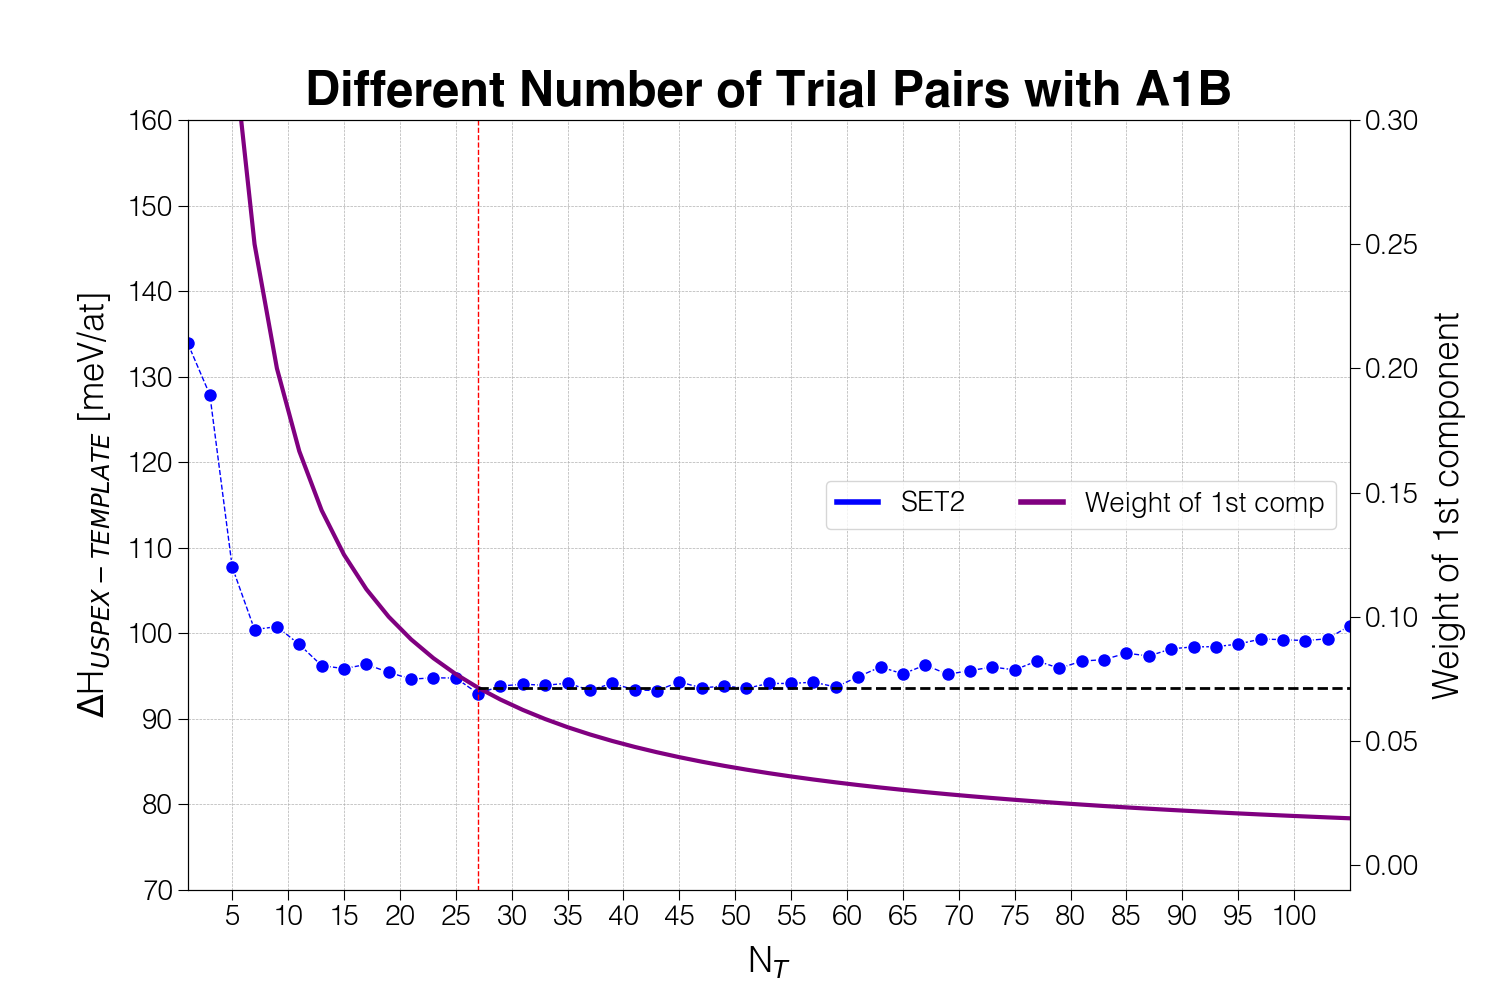 Different Number of Trial Pairs with A1B
160
150
140
130
120
110
100
90
80
70
ΔH_USPEX − TEMPLATE [meV/at]
0.30
0.25
0.20
0.15
0.10
0.05
0.00
Weight of 1st component
SET2
Weight of 1st comp
5 10 15 20 25 30 35 40 45 50 55 60 65 70 75 80 85 90 95 100
N_T